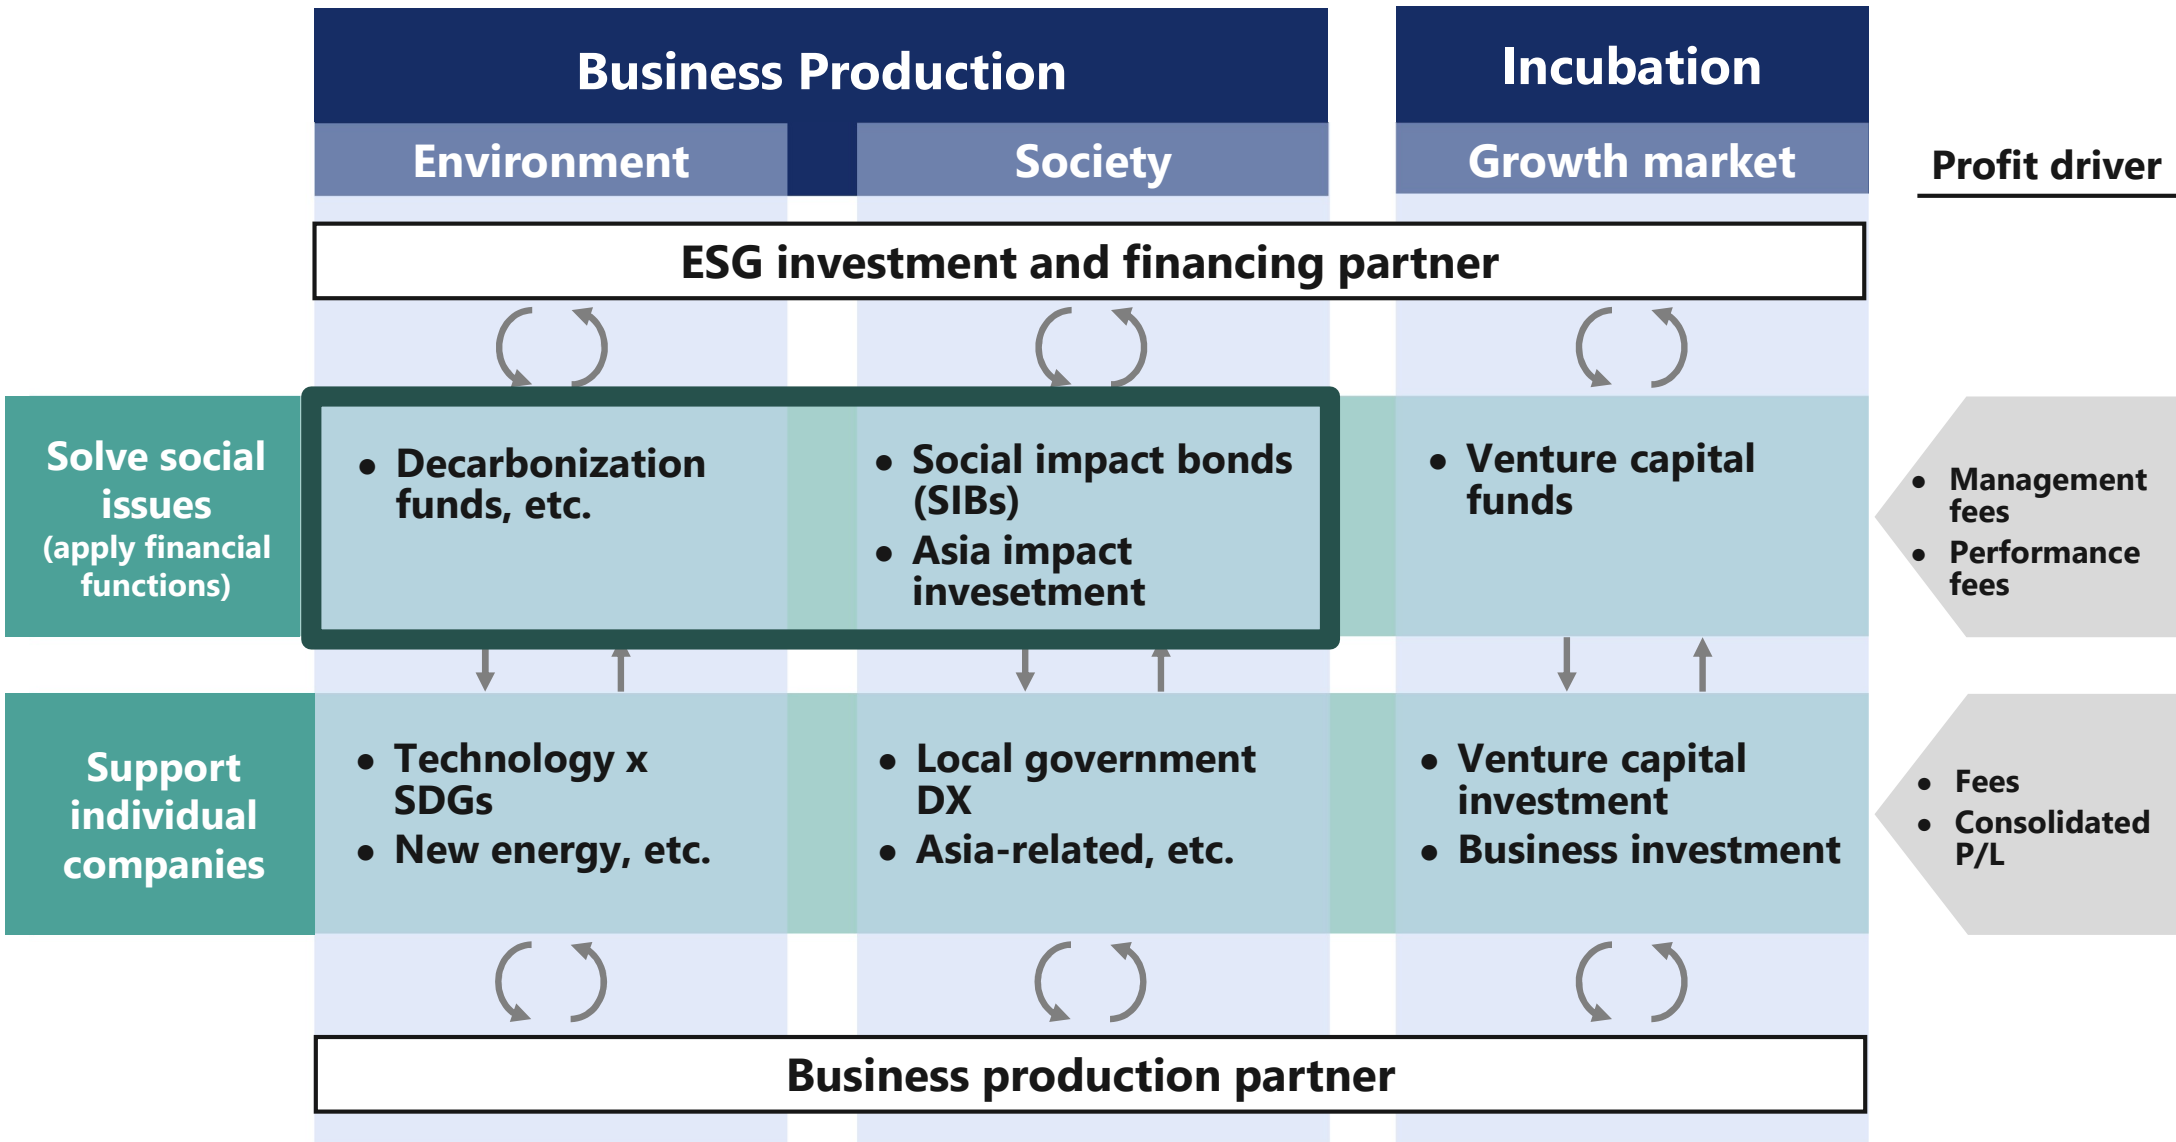 Business Production
Incubation
Environment
Society
Growth market
Profit driver
ESG investment and financing partner
Solve social
issues
(apply financial
functions)
● Decarbonization
funds, etc.
● Social impact bonds
(SIBs)
● Asia impact
invesetment
● Venture capital
funds
● Management
fees
● Performance
fees
Support
individual
companies
● Technology x
SDGs
● New energy, etc.
● Local government
DX
● Asia-related, etc.
● Venture capital
investment
● Business investment
● Fees
● Consolidated
P/L
Business production partner